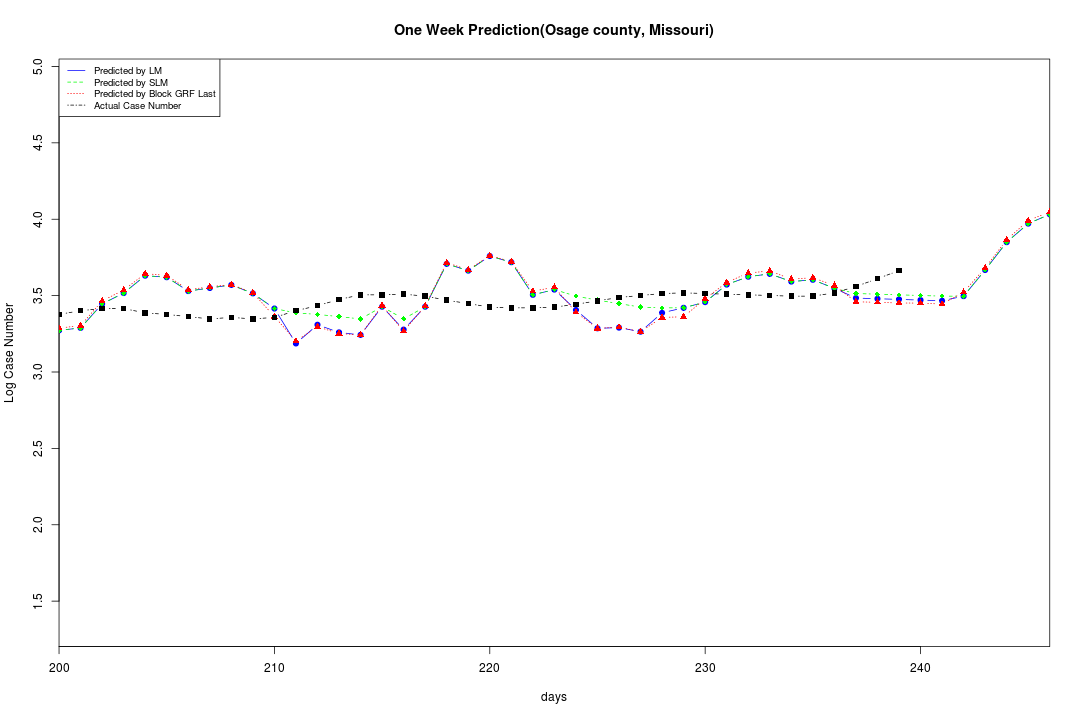 One Week Prediction(Osage county, Missouri)
Predicted by LM
Predicted by SLM
Predicted by Block GRF Last
Actual Case Number
5.0
4.5
4.0
3.5
3.0
2.5
2.0
1.5
Log Case Number
200
210
220
230
240
days